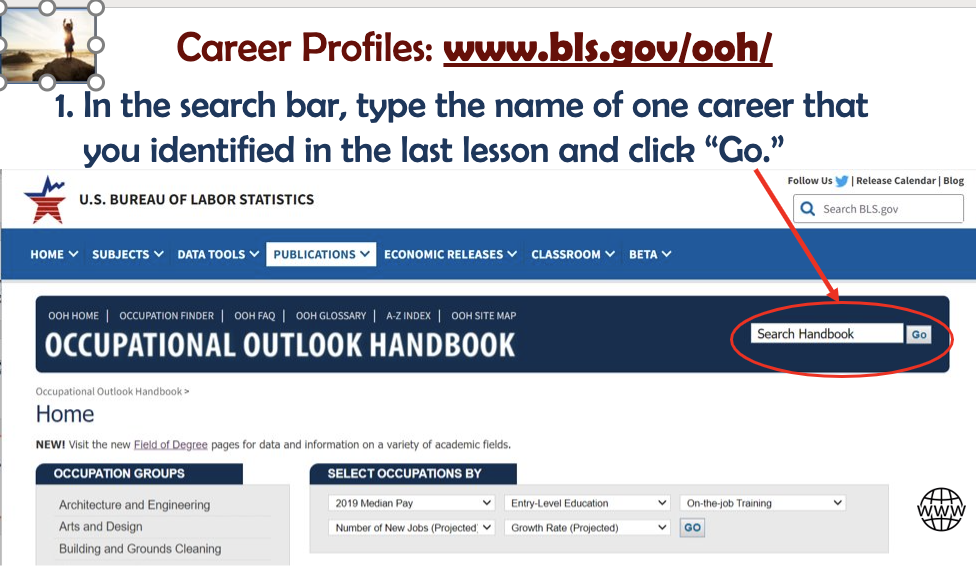 Career Profiles: www.bls.gov/ooh/
1. In the search bar, type the name of one career that
you identified in the last lesson and click “Go.”
Follow Us | Release Calendar | Blog
U.S. BUREAU OF LABOR STATISTICS
Search BLS.gov
HOME SUBJECTS DATA TOOLS PUBLICATIONS ECONOMIC RELEASES CLASSROOM BETA
OOH HOME | OCCUPATION FINDER | OOH FAQ | OOH GLOSSARY | A-Z INDEX | OOH SITE MAP
OCCUPATIONAL OUTLOOK HANDBOOK
Search Handbook Go
Occupational Outlook Handbook >
Home
NEW! Visit the new Field of Degree pages for data and information on a variety of academic fields.
OCCUPATION GROUPS
Architecture and Engineering
Arts and Design
Building and Grounds Cleaning
SELECT OCCUPATIONS BY
2019 Median Pay Entry-Level Education On-the-job Training
Number of New Jobs (Projected) Growth Rate (Projected) GO
WWW